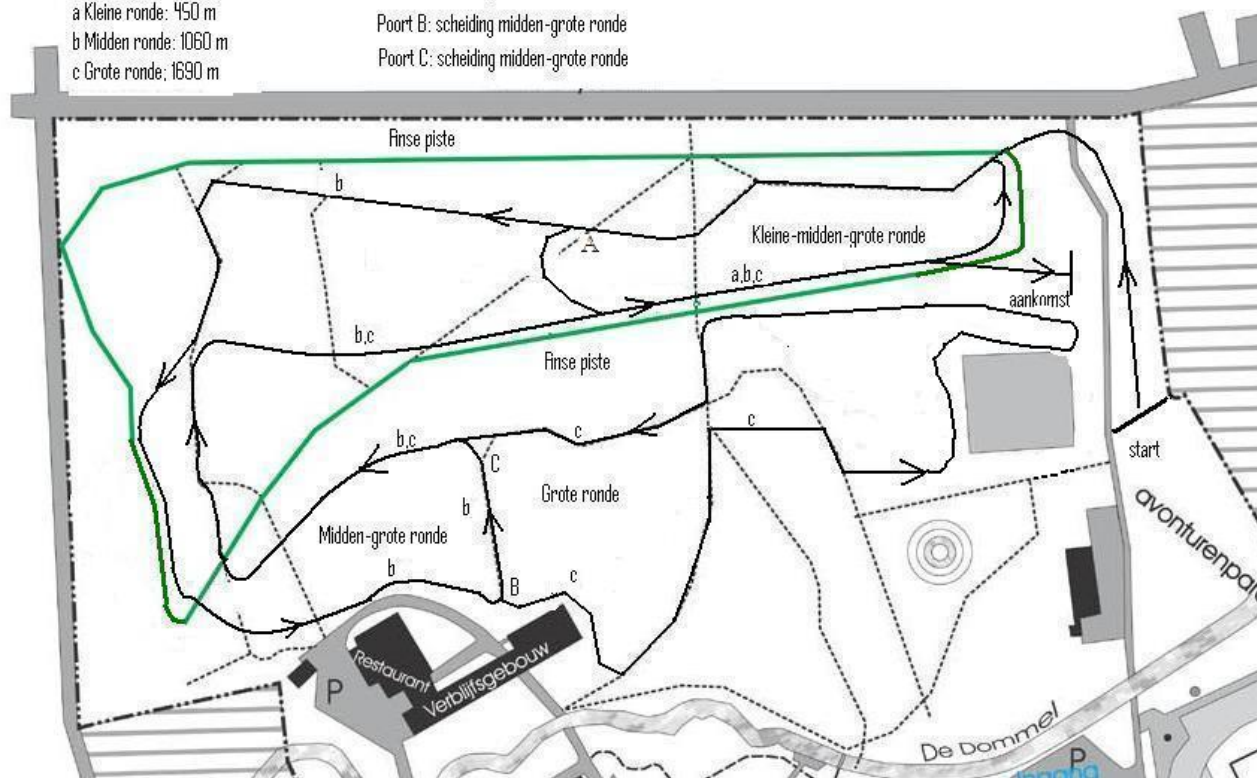 a Kleine ronde: 450 m
b Midden ronde: 1060 m
c Grote ronde; 1690 m
Poort B: scheiding midden-grote ronde
Poort C: scheiding midden-grote ronde
Finse piste
b
A
Kleine-midden-grote ronde
a,b,c
aankomst
b,c
Finse piste
c
b,c
c
C
start
Grote ronde
b
Midden-grote ronde
b
B
c
Restaurant
Verblijfsgebouw
P
De Dommel
P